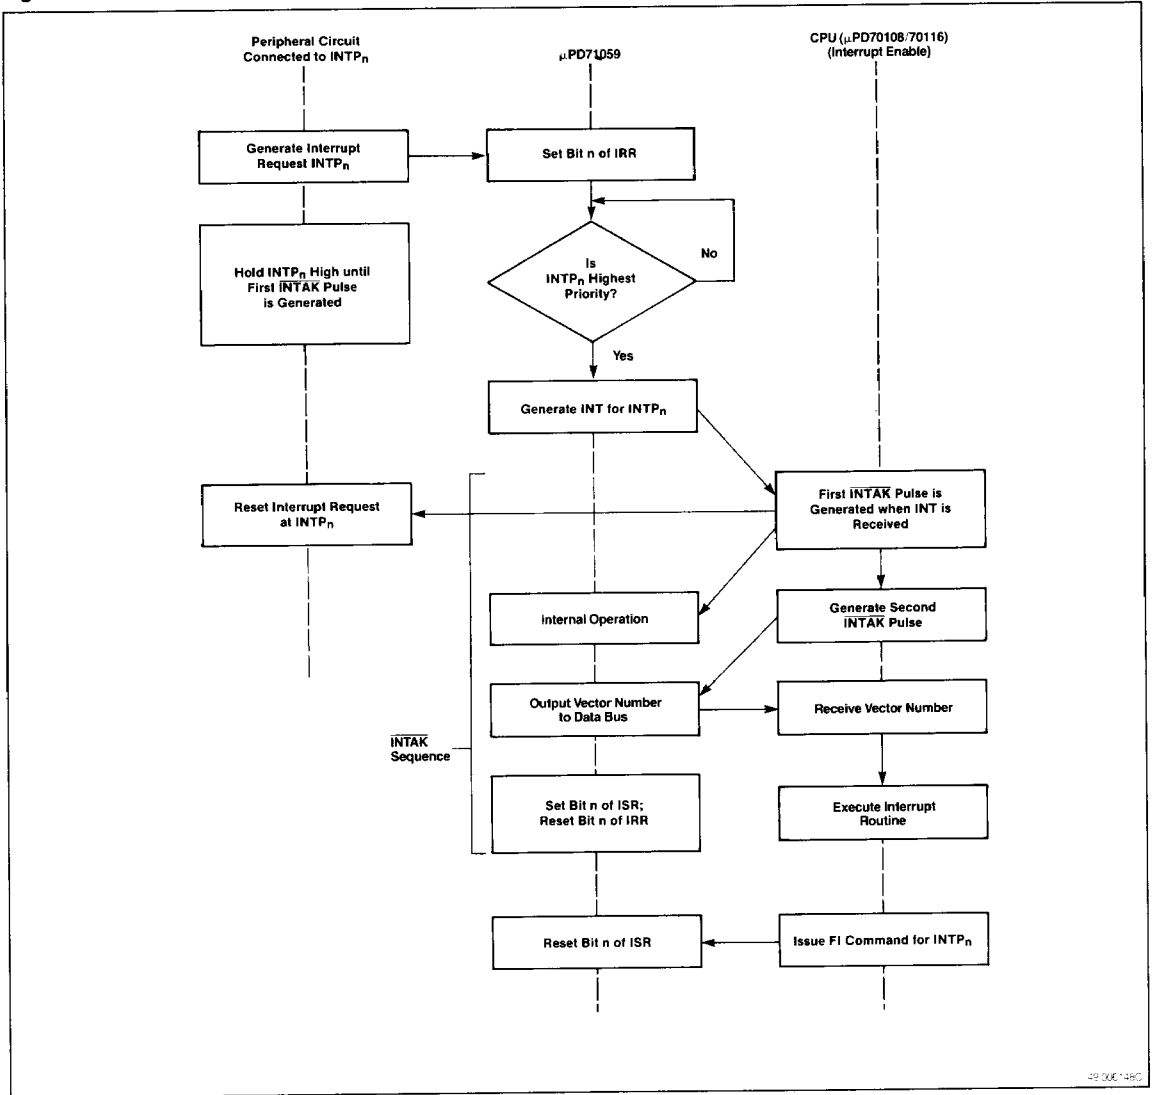 Peripheral Circuit
Connected to INTPn
μPD71059
CPU (μPD70108/70116)
(Interrupt Enable)
Generate Interrupt
Request INTPn
Set Bit n of IRR
Hold INTPn High until
First INTAK Pulse
is Generated
Is
INTPn Highest
Priority?
No
Yes
Generate INT for INTPn
Reset Interrupt Request
at INTPn
First INTAK Pulse is
Generated when INT is
Received
Internal Operation
Generate Second
INTAK Pulse
Output Vector Number
to Data Bus
Receive Vector Number
INTAK
Sequence
Set Bit n of ISR;
Reset Bit n of IRR
Execute Interrupt
Routine
Reset Bit n of ISR
Issue FI Command for INTPn